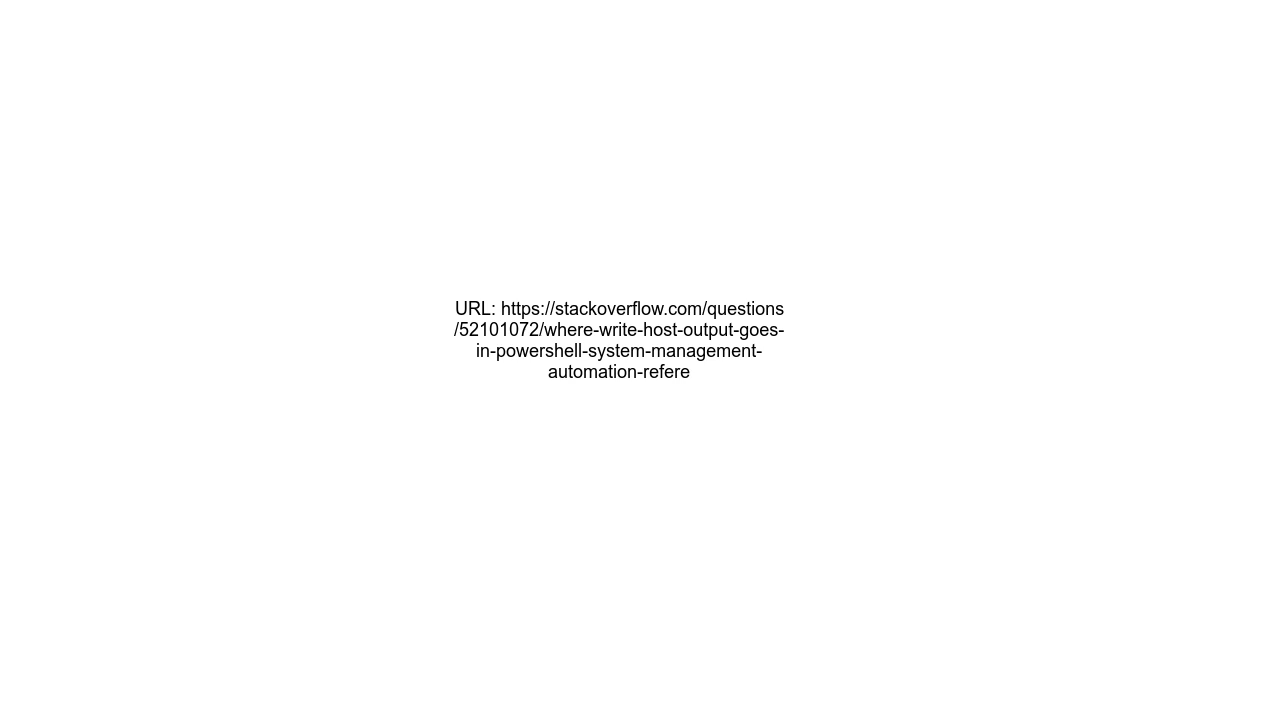 URL: https://stackoverflow.com/questions
/52101072/where-write-host-output-goes-
in-powershell-system-management-
automation-refere